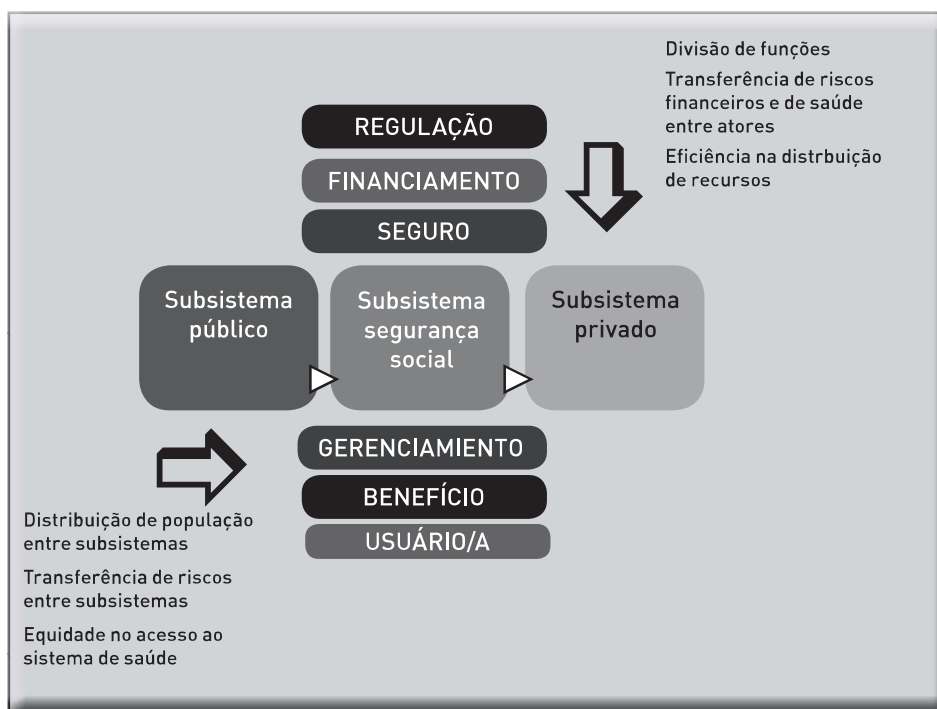 Divisão de funções
Transferência de riscos
financeiros e de saúde
entre atores
Eficiência na distrbuição
de recursos
REGULAÇÃO
FINANCIAMENTO
SEGURO
Subsistema
público
Subsistema
segurança
social
Subsistema
privado
GERENCIAMIENTO
BENEFÍCIO
USUÁRIO/A
Distribuição de população
entre subsistemas
Transferência de riscos
entre subsistemas
Equidade no acesso ao
sistema de saúde